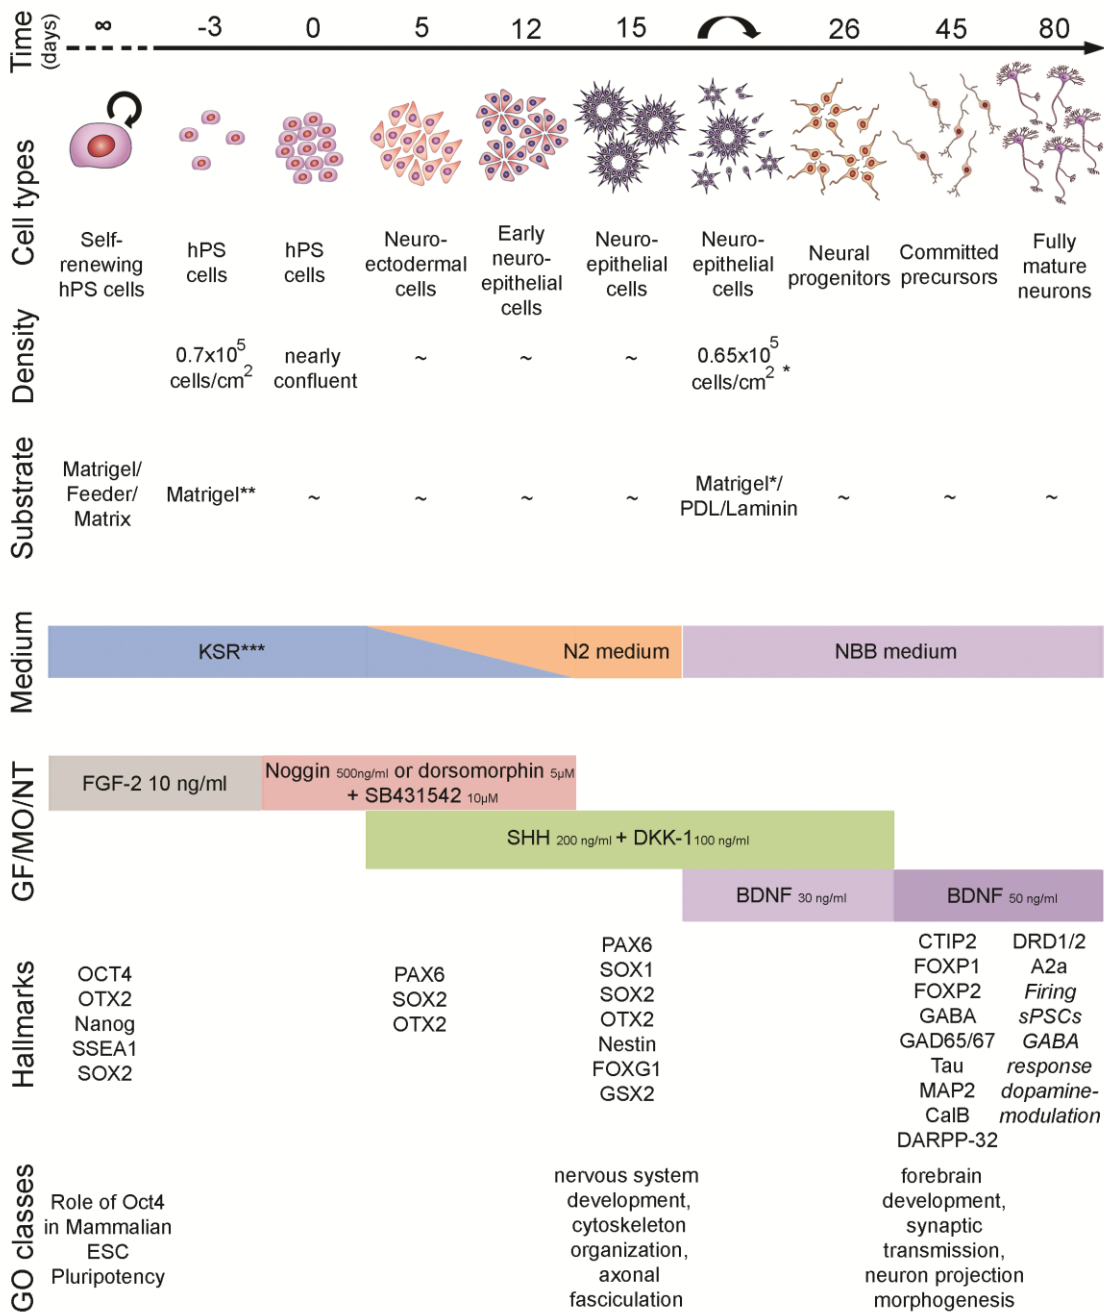 Time
(days)
∞ -3 0 5 12 15 26 45 80
Cell types
Self-
renewing
hPS cells
hPS
cells
hPS
cells
Neuro-
ectodermal
cells
Early
neuro-
epithelial
cells
Neuro-
epithelial
cells
Neuro-
epithelial
cells
Neural
progenitors
Committed
precursors
Fully
mature
neurons
Density
0.7x10⁵
cells/cm²
nearly
confluent
~ ~ ~
0.65x10⁵
cells/cm² *
Substrate
Matrigel/
Feeder/
Matrix
Matrigel**
~ ~ ~ ~
Matrigel*/
PDL/Laminin
~ ~ ~
Medium
KSR***
N2 medium
NBB medium
GF/MO/NT
FGF-2 10 ng/ml
Noggin 500ng/ml or dorsomorphin 5µM
+ SB431542 10µM
SHH 200 ng/ml + DKK-1 100 ng/ml
BDNF 30 ng/ml
BDNF 50 ng/ml
Hallmarks
OCT4
OTX2
Nanog
SSEA1
SOX2
PAX6
SOX2
OTX2
PAX6
SOX1
SOX2
OTX2
Nestin
FOXG1
GSX2
CTIP2
FOXP1
FOXP2
GABA
GAD65/67
Tau
MAP2
CalB
DARPP-32
DRD1/2
A2a
Firing
sPSCs
GABA
response
dopamine-
modulation
GO classes
Role of Oct4
in Mammalian
ESC
Pluripotency
nervous system
development,
cytoskeleton
organization,
axonal
fasciculation
forebrain
development,
synaptic
transmission,
neuron projection
morphogenesis